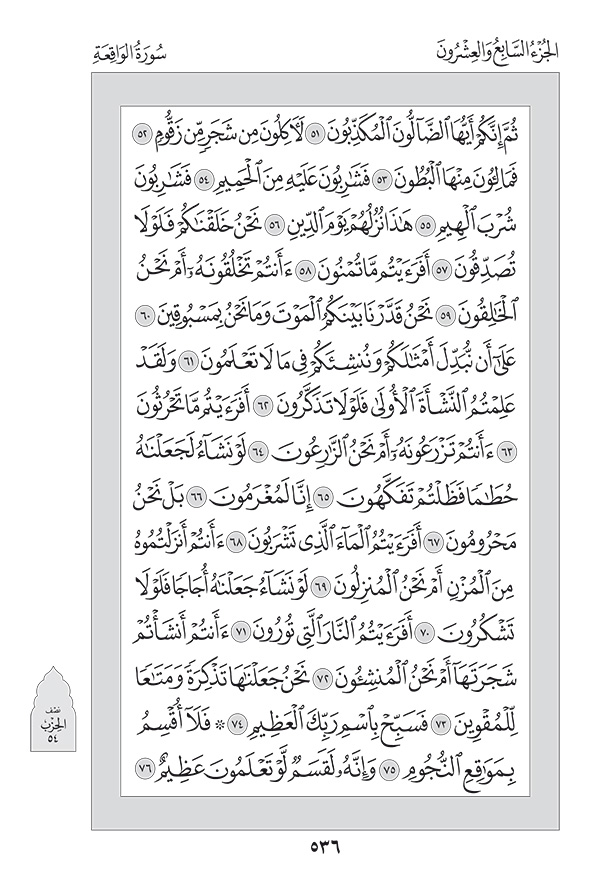 الجُزْءُ السَّابِعُ وَالعِشْرُونَ
سُورَةُ الوَاقِعَةِ
ثُمَّ إِنَّكُمْ أَيُّهَا ٱلضَّآلُّونَ ٱلْمُكَذِّبُونَ ٥١ لَأٓكِلُونَ مِن شَجَرٍ مِّن زَقُّومٍ ٥٢
فَمَالِـُٔونَ مِنْهَا ٱلْبُطُونَ ٥٣ فَشَٰرِبُونَ عَلَيْهِ مِنَ ٱلْحَمِيمِ ٥٤ فَشَٰرِبُونَ
شُرْبَ ٱلْهِيمِ ٥٥ هَٰذَا نُزُلُهُمْ يَوْمَ ٱلدِّينِ ٥٦ نَحْنُ خَلَقْنَٰكُمْ فَلَوْلَا
تُصَدِّقُونَ ٥٧ أَفَرَءَيْتُم مَّا تُمْنُونَ ٥٨ ءَأَنتُمْ تَخْلُقُونَهُۥٓ أَمْ نَحْنُ
ٱلْخَٰلِقُونَ ٥٩ نَحْنُ قَدَّرْنَا بَيْنَكُمُ ٱلْمَوْتَ وَمَا نَحْنُ بِمَسْبُوقِينَ ٦٠
عَلَىٰٓ أَن نُّبَدِّلَ أَمْثَٰلَكُمْ وَنُنشِئَكُمْ فِى مَا لَا تَعْلَمُونَ ٦١ وَلَقَدْ
عَلِمْتُمُ ٱلنَّشْأَةَ ٱلْأُولَىٰ فَلَوْلَا تَذَكَّرُونَ ٦٢ أَفَرَءَيْتُم مَّا تَحْرُثُونَ
٦٣ ءَأَنتُمْ تَزْرَعُونَهُۥٓ أَمْ نَحْنُ ٱلزَّٰرِعُونَ ٦٤ لَوْ نَشَآءُ لَجَعَلْنَٰهُ
حُطَٰمًا فَظَلْتُمْ تَفَكَّهُونَ ٦٥ إِنَّا لَمُغْرَمُونَ ٦٦ بَلْ نَحْنُ
مَحْرُومُونَ ٦٧ أَفَرَءَيْتُمُ ٱلْمَآءَ ٱلَّذِى تَشْرَبُونَ ٦٨ ءَأَنتُمْ أَنزَلْتُمُوهُ
مِنَ ٱلْمُزْنِ أَمْ نَحْنُ ٱلْمُنزِلُونَ ٦٩ لَوْ نَشَآءُ جَعَلْنَٰهُ أُجَاجًا فَلَوْلَا
تَشْكُرُونَ ٧٠ أَفَرَءَيْتُمُ ٱلنَّارَ ٱلَّتِى تُورُونَ ٧١ ءَأَنتُمْ أَنشَأْتُمْ
شَجَرَتَهَآ أَمْ نَحْنُ ٱلْمُنشِـُٔونَ ٧٢ نَحْنُ جَعَلْنَٰهَا تَذْكِرَةً وَمَتَٰعًا
لِّلْمُقْوِينَ ٧٣ فَسَبِّحْ بِٱسْمِ رَبِّكَ ٱلْعَظِيمِ ٧٤ ۞ فَلَآ أُقْسِمُ
بِمَوَٰقِعِ ٱلنُّجُومِ ٧٥ وَإِنَّهُۥ لَقَسَمٌ لَّوْ تَعْلَمُونَ عَظِيمٌ ٧٦
نِصْف
الحِزْب
٥٤
٥٣٦